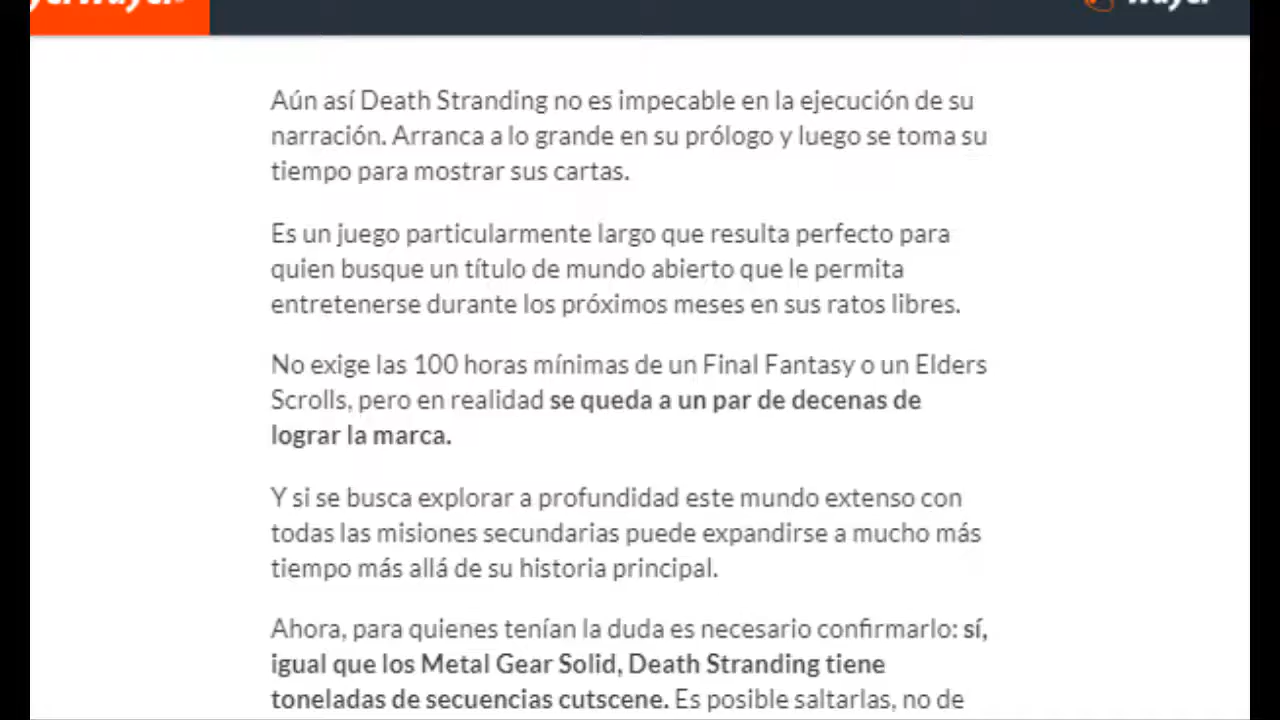 Aún así Death Stranding no es impecable en la ejecución de su
narración. Arranca a lo grande en su prólogo y luego se toma su
tiempo para mostrar sus cartas.
Es un juego particularmente largo que resulta perfecto para
quien busque un título de mundo abierto que le permita
entretenerse durante los próximos meses en sus ratos libres.
No exige las 100 horas mínimas de un Final Fantasy o un Elders
Scrolls, pero en realidad se queda a un par de decenas de
lograr la marca.
Y si se busca explorar a profundidad este mundo extenso con
todas las misiones secundarias puede expandirse a mucho más
tiempo más allá de su historia principal.
Ahora, para quienes tenían la duda es necesario confirmarlo: sí,
igual que los Metal Gear Solid, Death Stranding tiene
toneladas de secuencias cutscene. Es posible saltarlas, no de